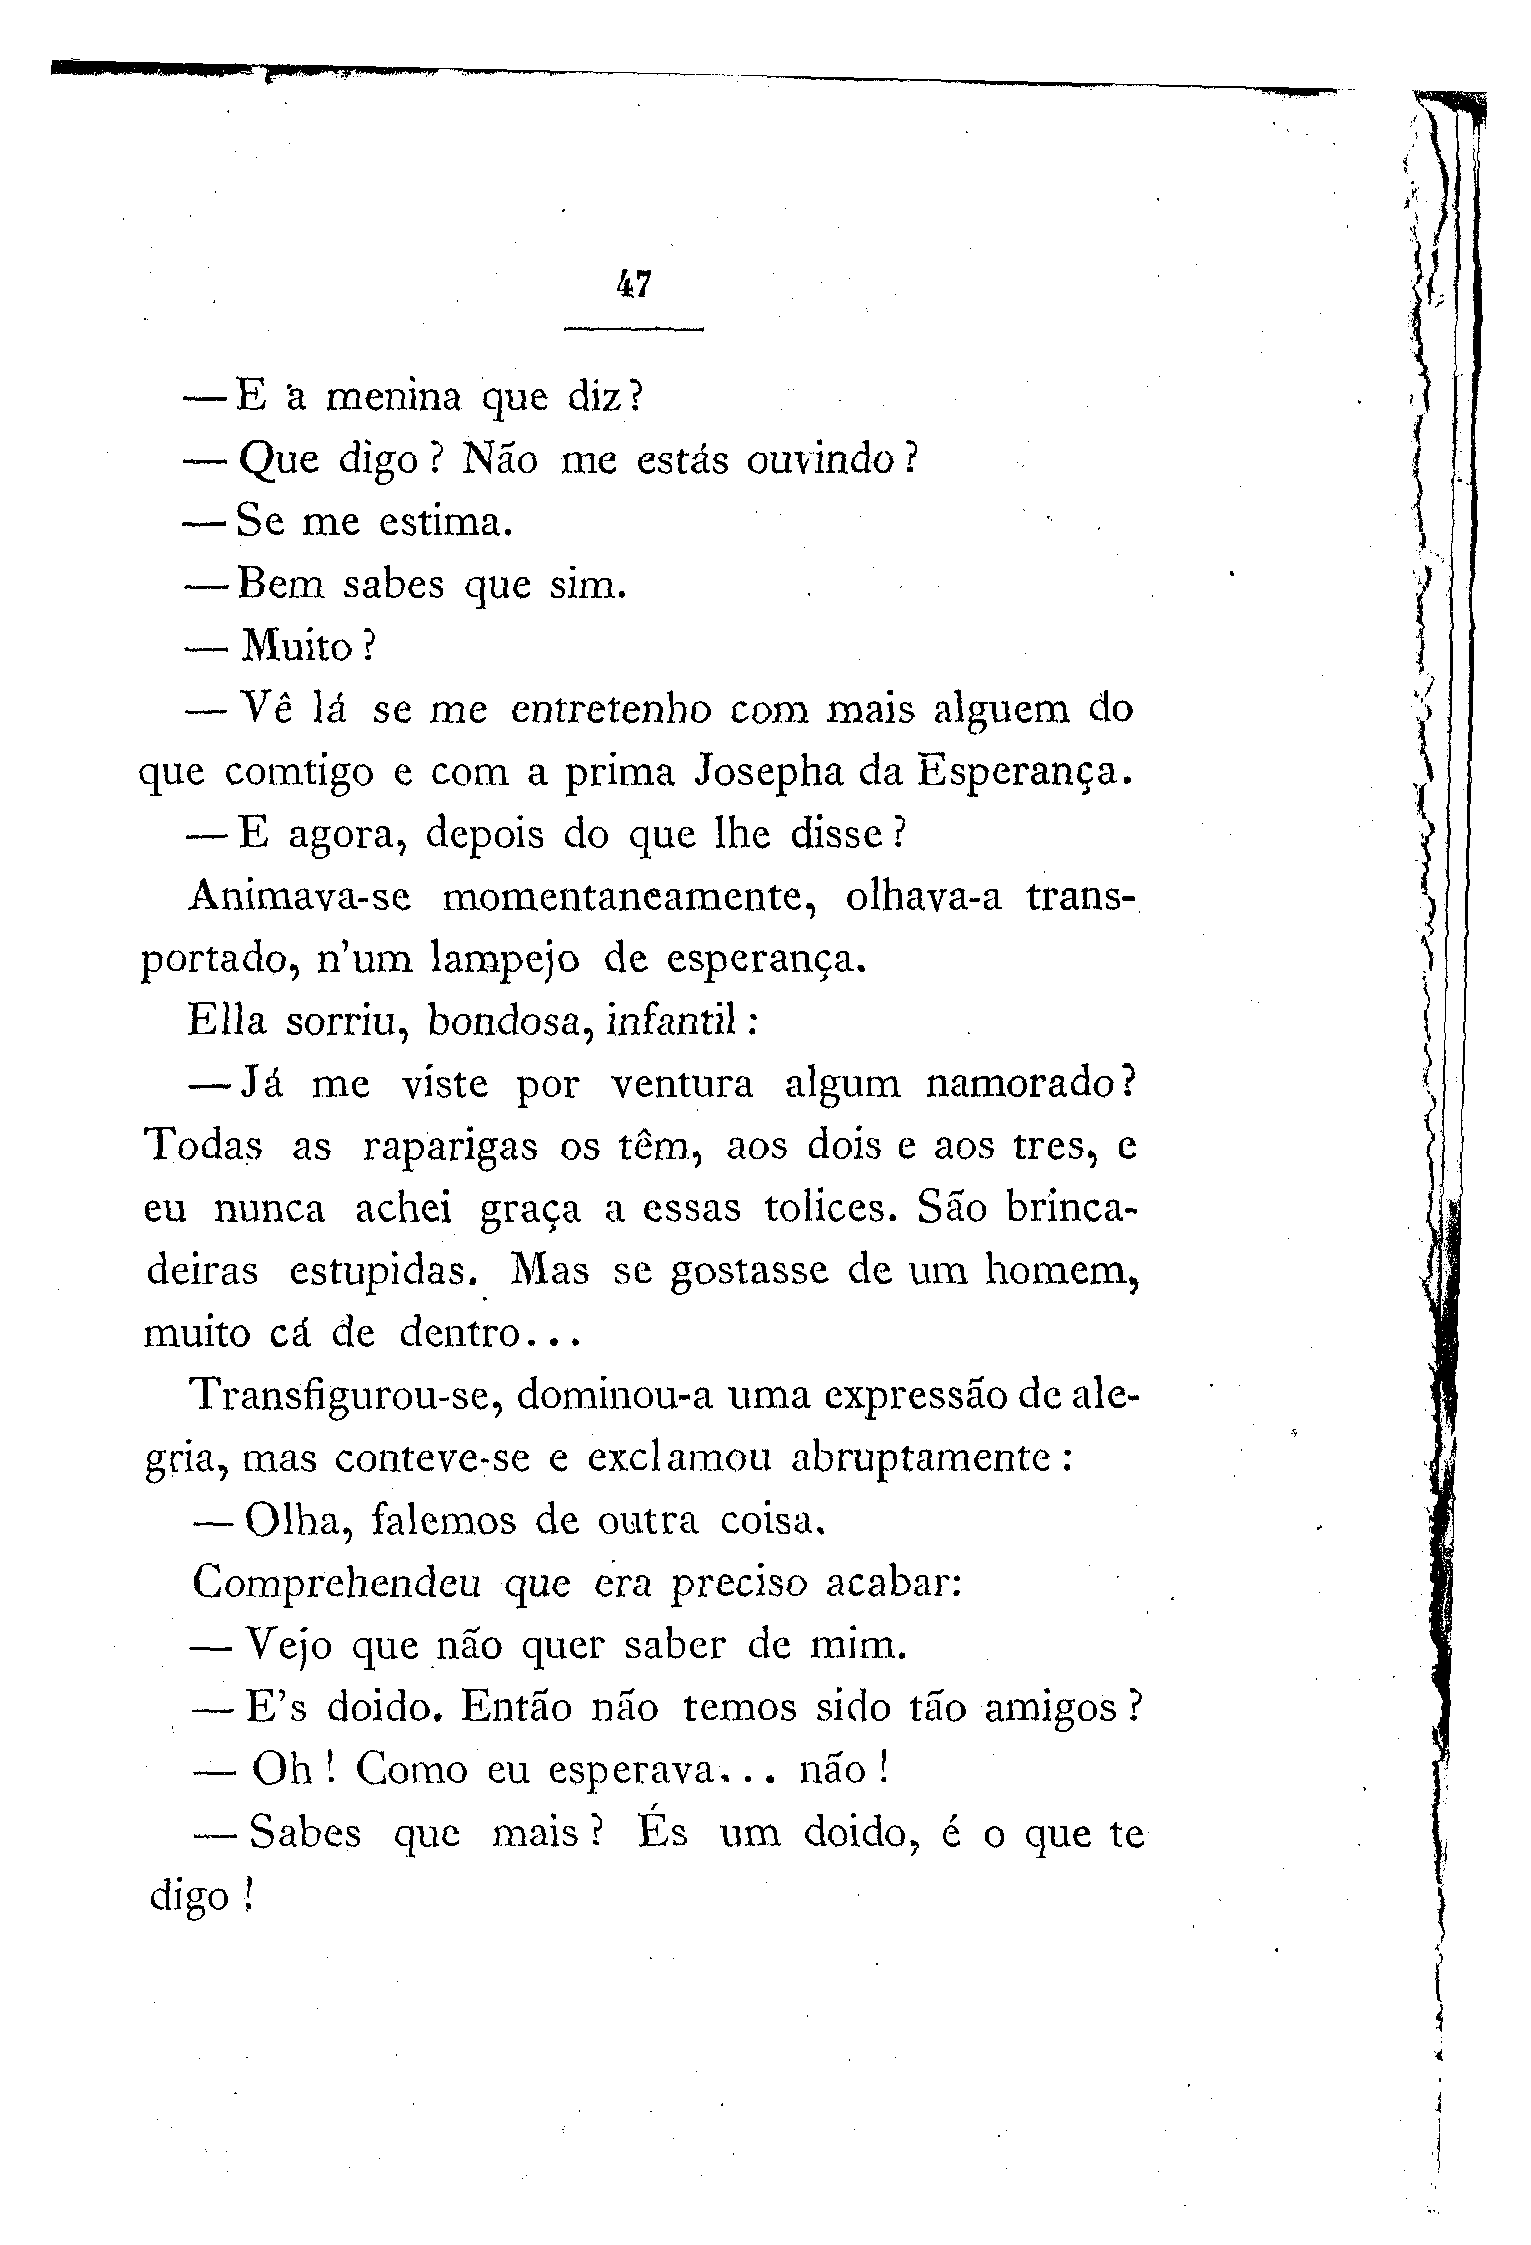 47
—E a menina que diz?
— Que digo? Não me estás ouvindo?
—Se me estima.
—Bem sabes que sim.
— Muito?
— Vê lá se me entretenho com mais alguem do
que comtigo e com a prima Josepha da Esperança.
—E agora, depois do que lhe disse?
Animava-se momentaneamente, olhava-a trans-
portado, n'um lampejo de esperança.
Ella sorriu, bondosa, infantil:
—Já me viste por ventura algum namorado?
Todas as raparigas os têm, aos dois e aos tres, e
eu nunca achei graça a essas tolices. São brinca-
deiras estupidas. Mas se gostasse de um homem,
muito cá de dentro...
Transfigurou-se, dominou-a uma expressão de ale-
gria, mas conteve-se e exclamou abruptamente:
— Olha, falemos de outra coisa.
Comprehendeu que era preciso acabar:
— Vejo que não quer saber de mim.
— E's doido. Então não temos sido tão amigos?
— Oh! Como eu esperava... não!
— Sabes que mais? És um doido, é o que te
digo!